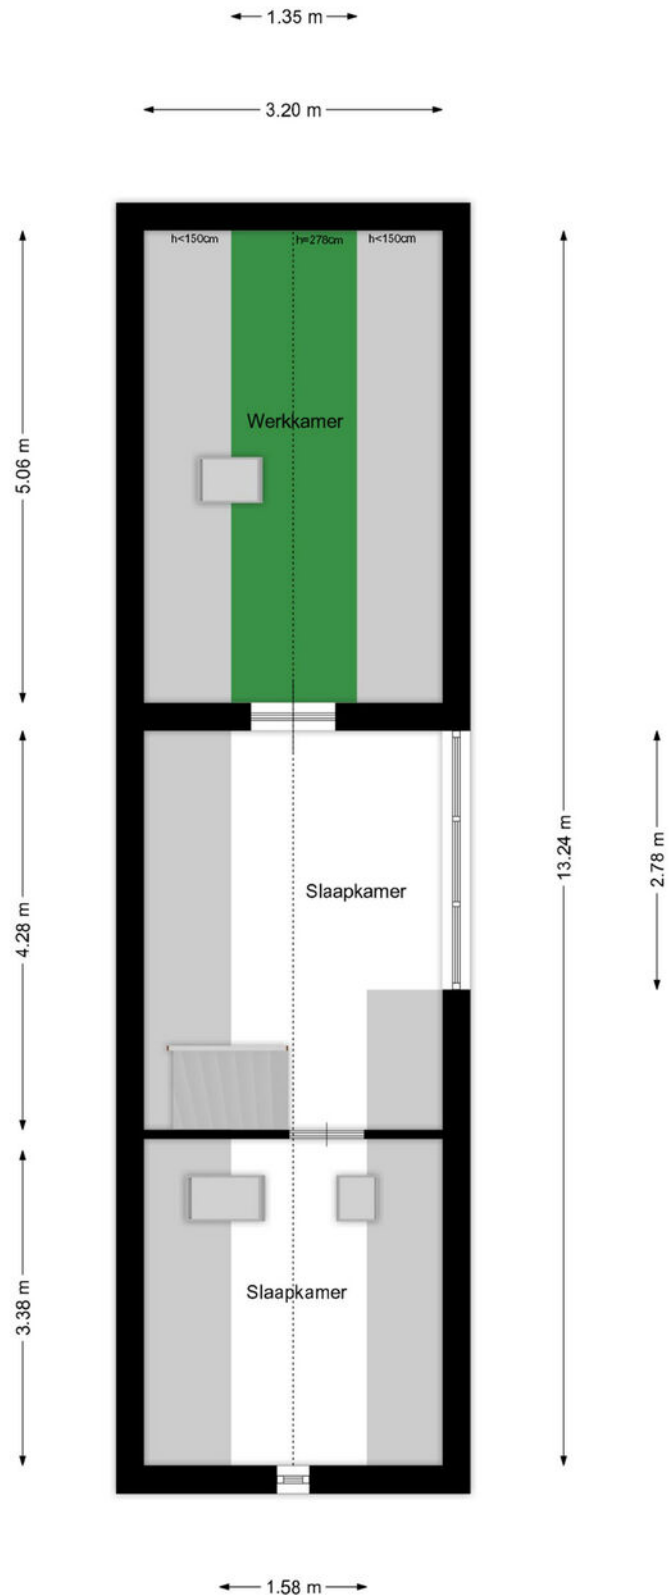 1.35 m
3.20 m
h<150cm h=278cm h<150cm
Werkkamer
5.06 m
13.24 m
2.78 m
Slaapkamer
4.28 m
Slaapkamer
3.38 m
1.58 m